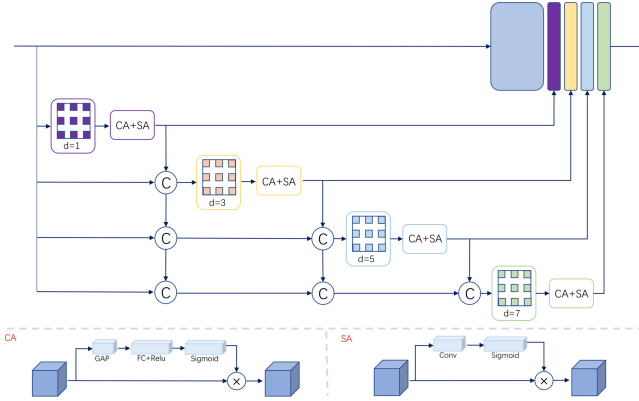 CA+SA
d=1
C
CA+SA
d=3
C
C
CA+SA
d=5
C
C
C
CA+SA
d=7
CA
GAP
FC+Relu
Sigmoid
×
SA
Conv
Sigmoid
×